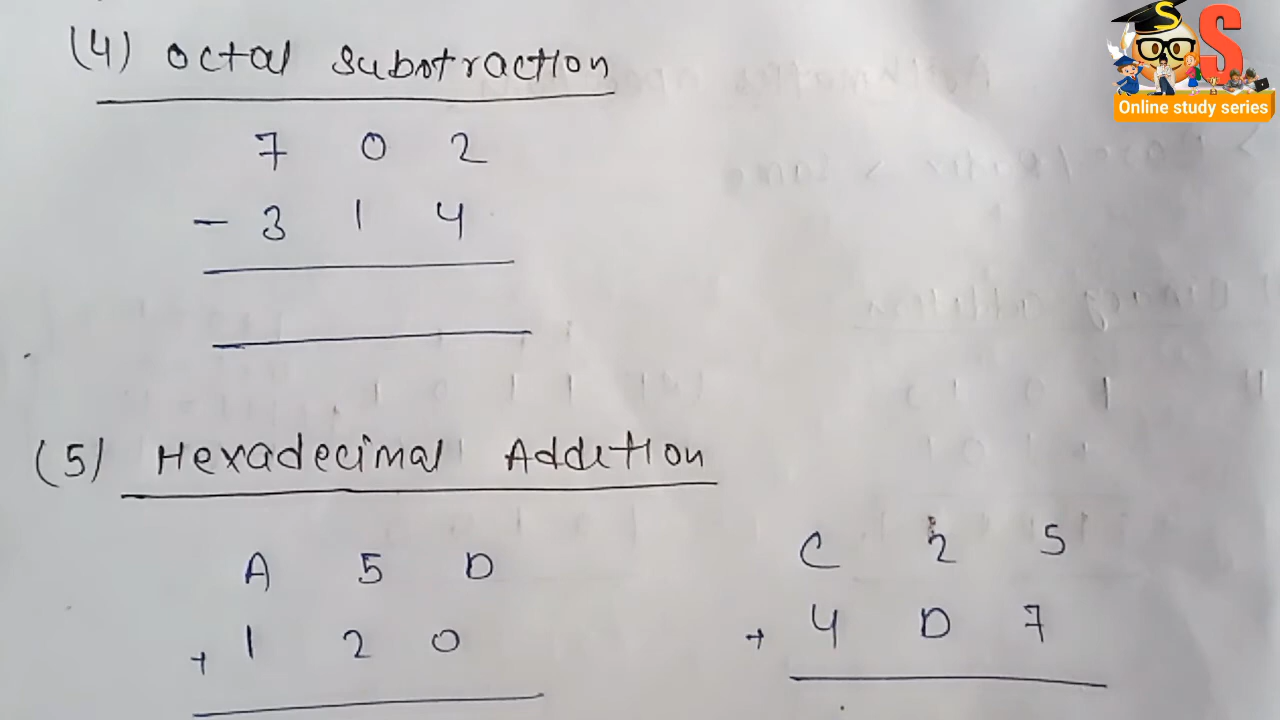 (4) Octal Substraction
7 0 2
- 3 1 4
(5) Hexadecimal Addition
A 5 D
+ 1 2 0
C 2 5
+ 4 D 7
S S
Online study series